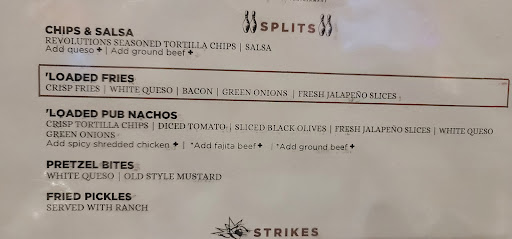 SPLITS
CHIPS & SALSA
REVOLUTIONS SEASONED TORTILLA CHIPS | SALSA
Add queso + | Add ground beef +
'LOADED FRIES
CRISP FRIES | WHITE QUESO | BACON | GREEN ONIONS | FRESH JALAPEÑO SLICES
'LOADED PUB NACHOS
CRISP TORTILLA CHIPS | DICED TOMATO | SLICED BLACK OLIVES | FRESH JALAPEÑO SLICES | WHITE QUESO
GREEN ONIONS
Add spicy shredded chicken + | *Add fajita beef + | *Add ground beef +
PRETZEL BITES
WHITE QUESO | OLD STYLE MUSTARD
FRIED PICKLES
SERVED WITH RANCH
STRIKES